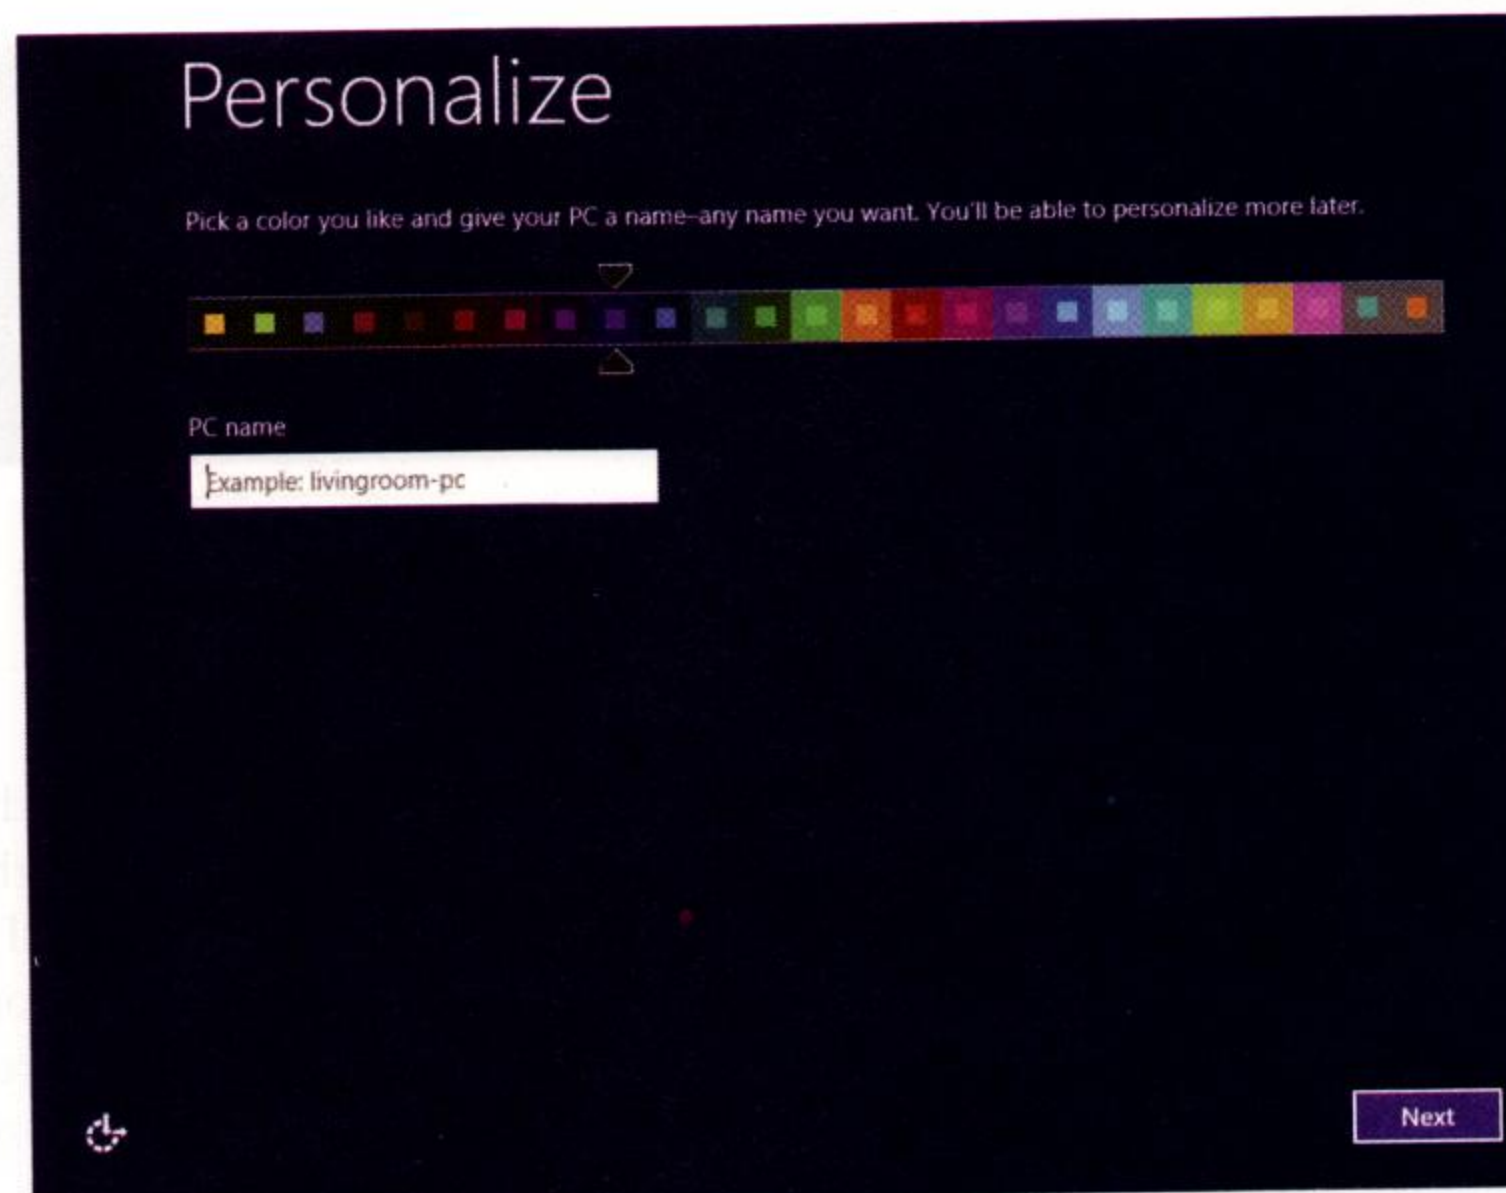 Personalize
Pick a color you like and give your PC a name–any name you want. You'll be able to personalize more later.
PC name
Example: livingroom-pc
Next